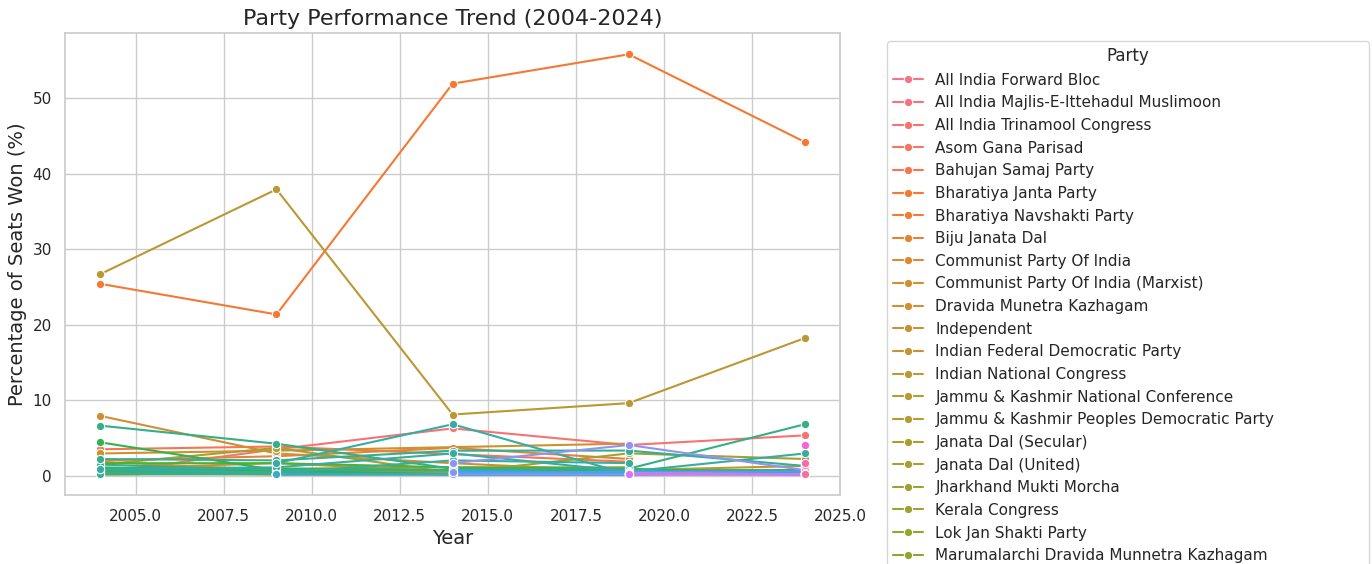 Party Performance Trend (2004-2024)
Percentage of Seats Won (%)
50
40
30
20
10
0
2005.0 2007.5 2010.0 2012.5 2015.0 2017.5 2020.0 2022.5 2025.0
Year
Party
All India Forward Bloc
All India Majlis-E-Ittehadul Muslimoon
All India Trinamool Congress
Asom Gana Parisad
Bahujan Samaj Party
Bharatiya Janta Party
Bharatiya Navshakti Party
Biju Janata Dal
Communist Party Of India
Communist Party Of India (Marxist)
Dravida Munetra Kazhagam
Independent
Indian Federal Democratic Party
Indian National Congress
Jammu & Kashmir National Conference
Jammu & Kashmir Peoples Democratic Party
Janata Dal (Secular)
Janata Dal (United)
Jharkhand Mukti Morcha
Kerala Congress
Lok Jan Shakti Party
Marumalarchi Dravida Munnetra Kazhagam